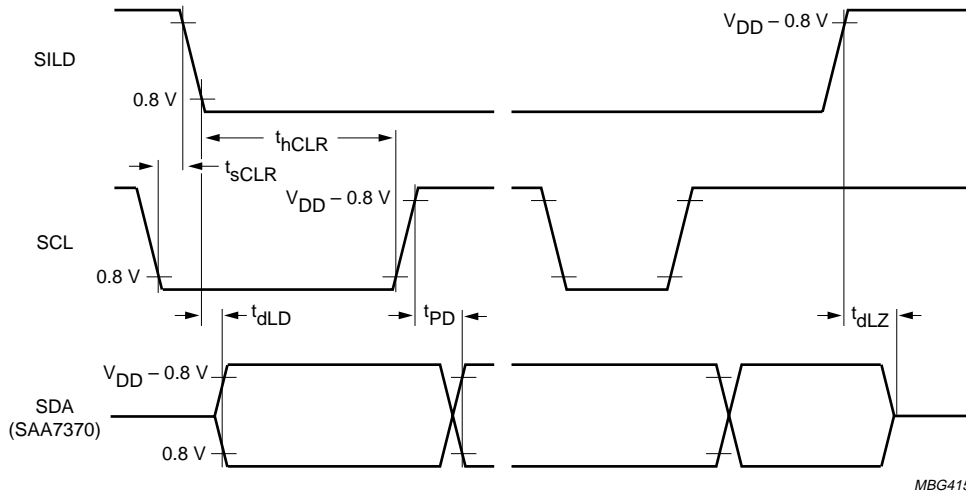 V_DD – 0.8 V
SILD
0.8 V
t_hCLR
t_sCLR
V_DD – 0.8 V
SCL
0.8 V
t_dLD
t_PD
t_dLZ
V_DD – 0.8 V
SDA
(SAA7370)
0.8 V
MBG415